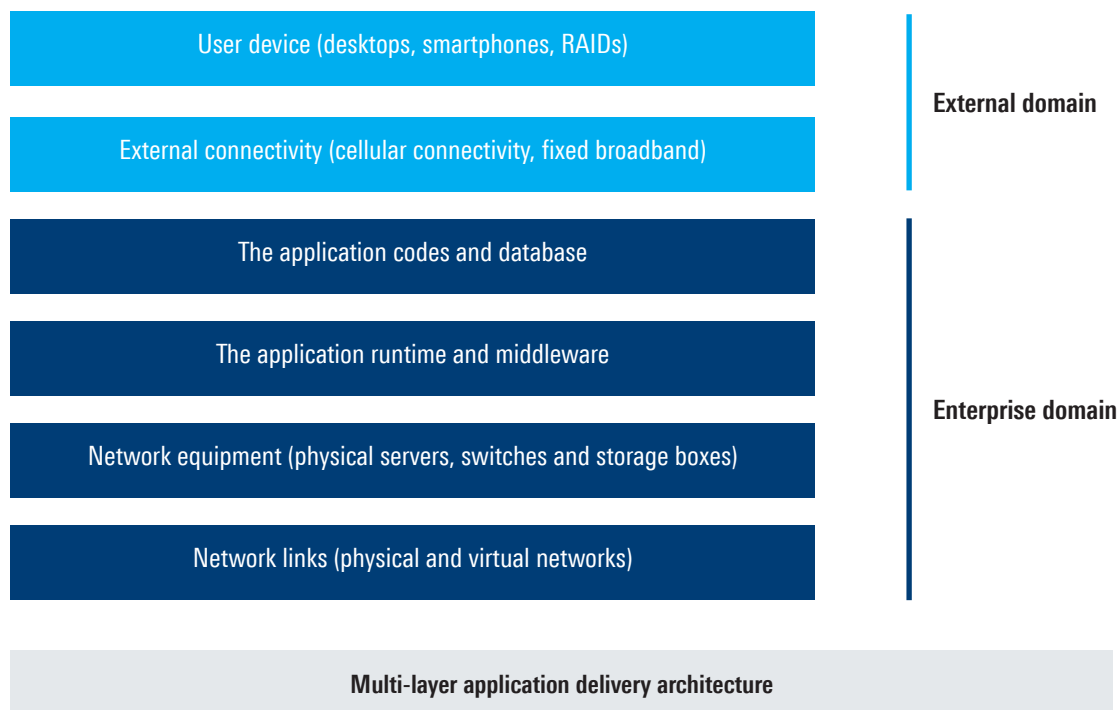 User device (desktops, smartphones, RAIDs)
External domain
External connectivity (cellular connectivity, fixed broadband)
The application codes and database
The application runtime and middleware
Enterprise domain
Network equipment (physical servers, switches and storage boxes)
Network links (physical and virtual networks)
Multi-layer application delivery architecture